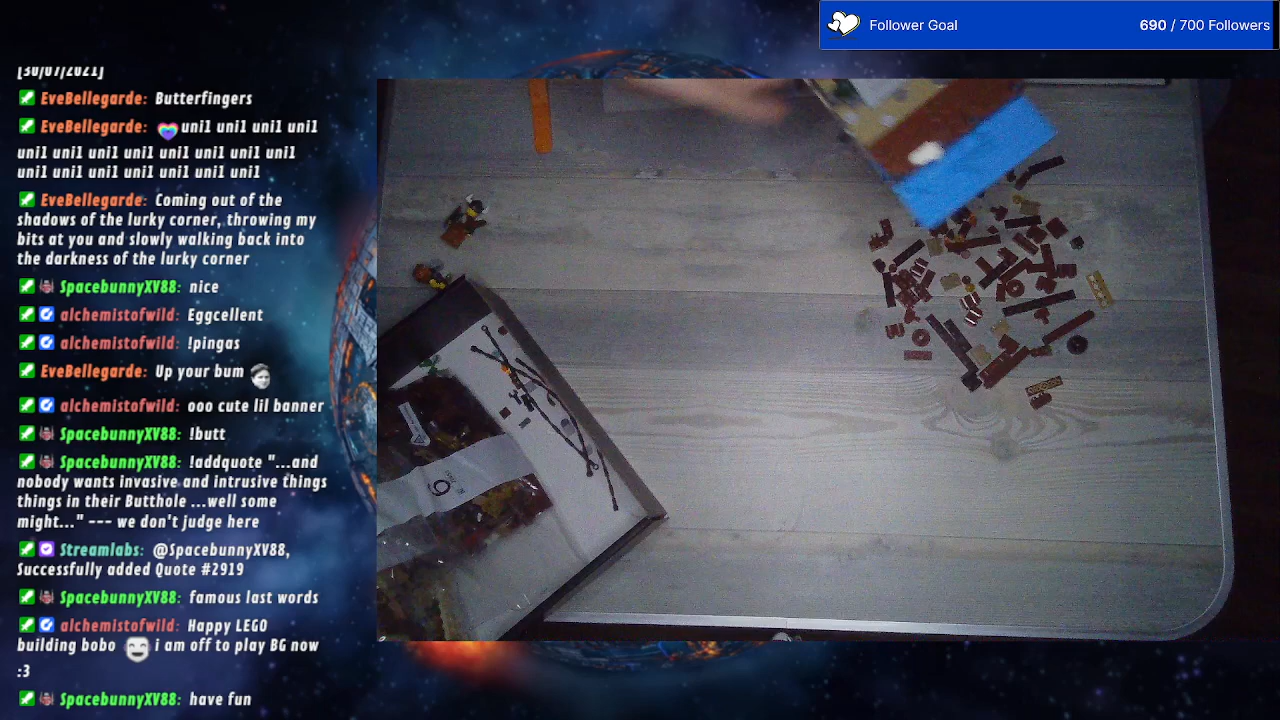 Follower Goal 690 / 700 Followers
[30/07/2021]
EveBellegarde: Butterfingers
EveBellegarde: uni1 uni1 uni1 uni1
uni1 uni1 uni1 uni1 uni1 uni1 uni1 uni1
uni1 uni1 uni1 uni1 uni1 uni1 uni1
EveBellegarde: Coming out of the
shadows of the lurky corner, throwing my
bits at you and slowly walking back into
the darkness of the lurky corner
SpacebunnyXV88: nice
alchemistofwild: Eggcellent
alchemistofwild: !pingas
EveBellegarde: Up your bum
alchemistofwild: ooo cute lil banner
SpacebunnyXV88: !butt
SpacebunnyXV88: !addquote "...and
nobody wants invasive and intrusive things
things in their Butthole ...well some
might..." --- we don't judge here
Streamlabs: @SpacebunnyXV88,
Successfully added Quote #2919
SpacebunnyXV88: famous last words
alchemistofwild: Happy LEGO
building bobo i am off to play BG now
:3
SpacebunnyXV88: have fun